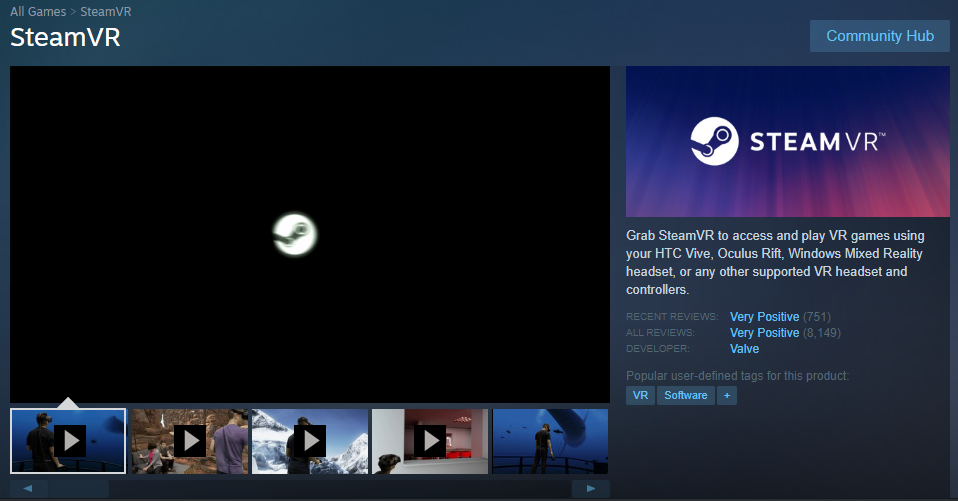 All Games > SteamVR
SteamVR
Community Hub
STEAMVR™
Grab SteamVR to access and play VR games using
your HTC Vive, Oculus Rift, Windows Mixed Reality
headset, or any other supported VR headset and
controllers.
RECENT REVIEWS: Very Positive (751)
ALL REVIEWS: Very Positive (8,149)
DEVELOPER: Valve
Popular user-defined tags for this product:
VR Software +